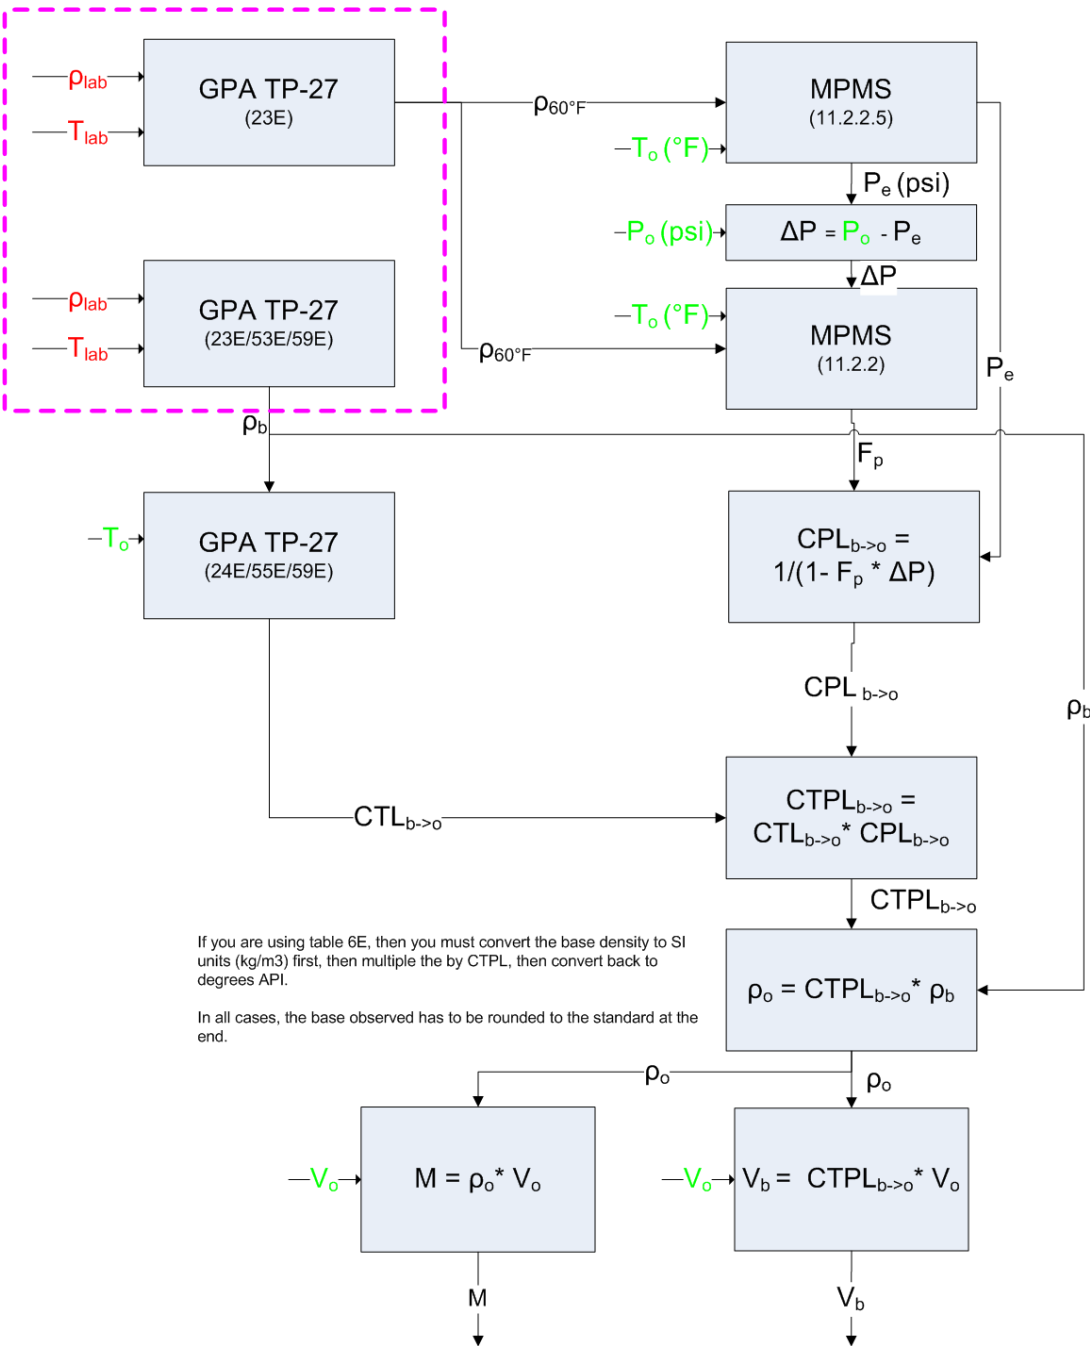 ρlab
Tlab
GPA TP-27
(23E)
ρ60°F
To (°F)
MPMS
(11.2.2.5)
Pe (psi)
Po (psi)
ΔP = Po - Pe
ΔP
ρlab
Tlab
GPA TP-27
(23E/53E/59E)
To (°F)
ρ60°F
MPMS
(11.2.2)
Pe
ρb
Fp
To
GPA TP-27
(24E/55E/59E)
CPLb->o =
1/(1- Fp * ΔP)
CPL b->o
ρb
CTLb->o
CTPLb->o =
CTLb->o* CPLb->o
CTPLb->o
If you are using table 6E, then you must convert the base density to SI
units (kg/m3) first, then multiple the by CTPL, then convert back to
degrees API.
In all cases, the base observed has to be rounded to the standard at the
end.
ρo = CTPLb->o* ρb
ρo
ρo
Vo
M = ρo* Vo
Vo
Vb = CTPLb->o* Vo
M
Vb